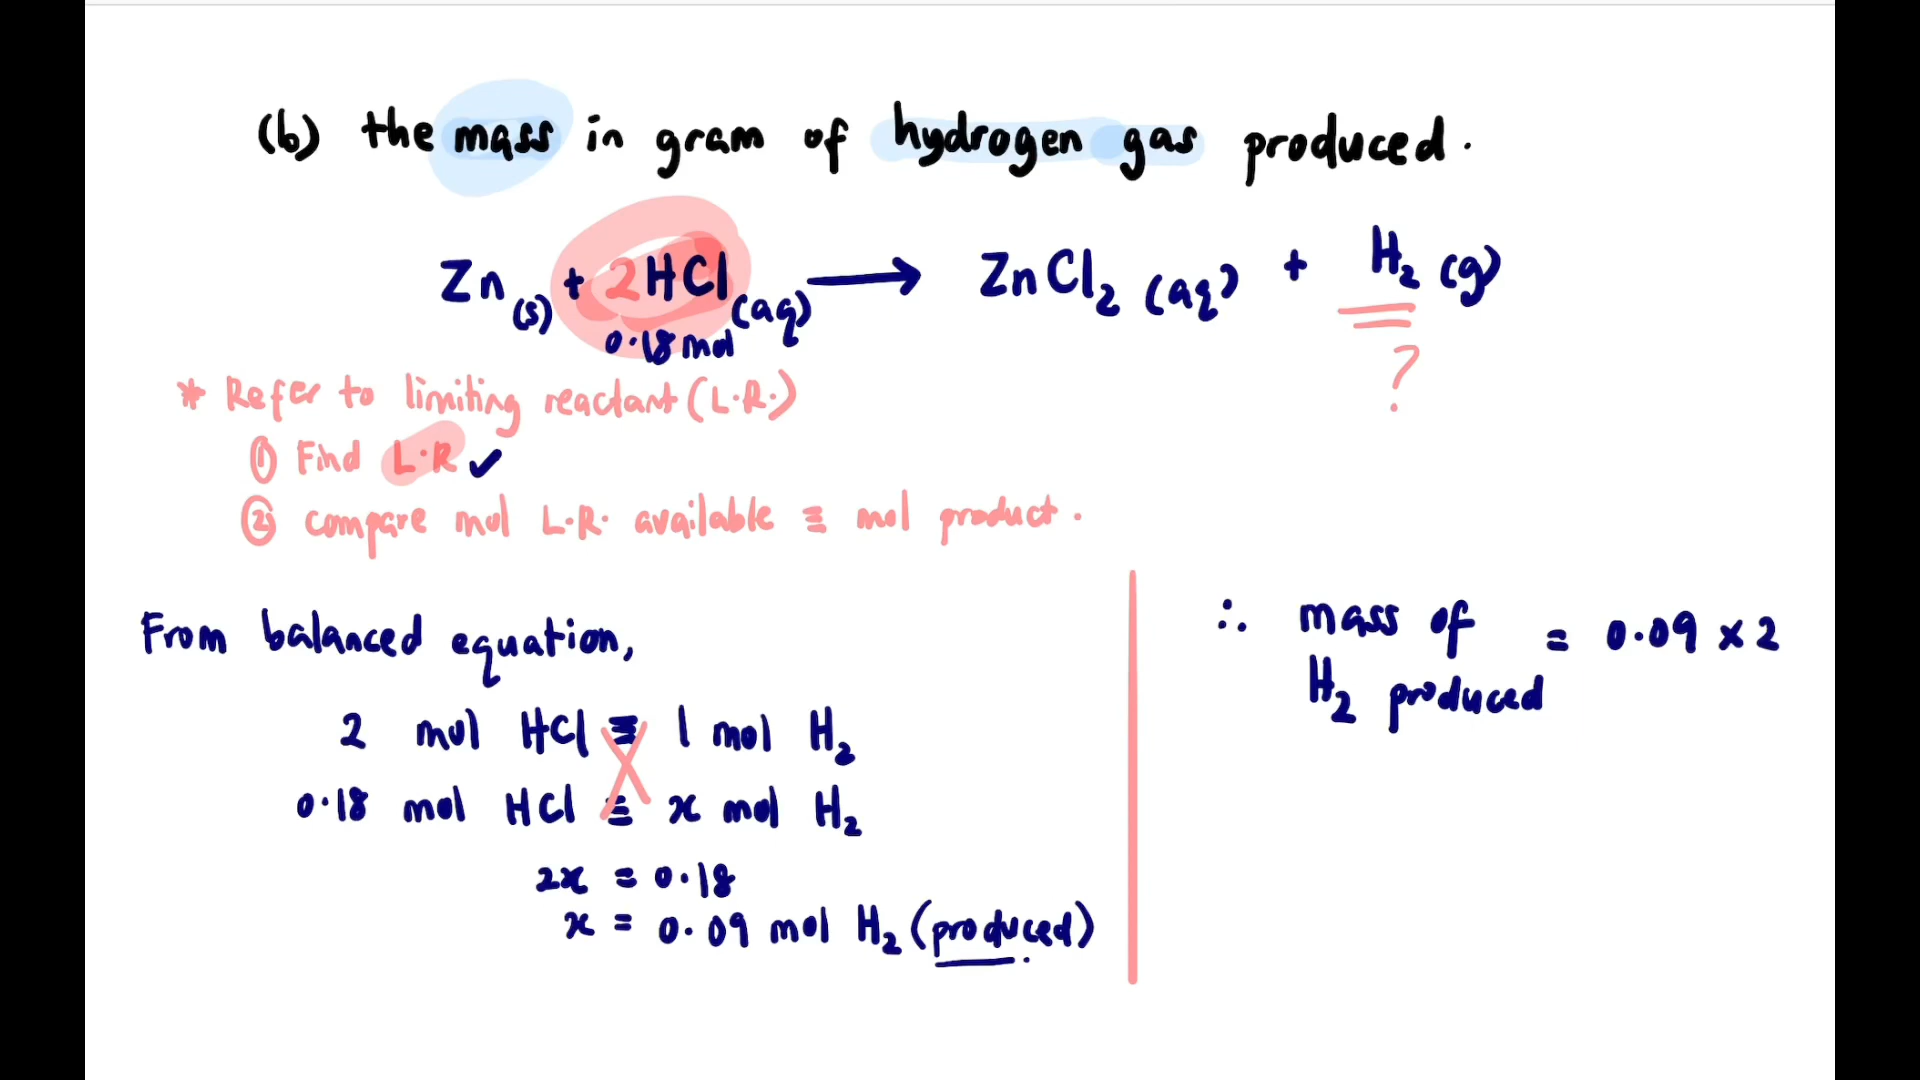 (b) the mass in gram of hydrogen gas produced.
Zn (s) + 2HCl (aq) ⟶ ZnCl₂ (aq) + H₂ (g)
0.18 mol
?
* Refer to limiting reactant (L.R.)
① Find L.R ✓
② compare mol L.R. available ≡ mol product.
From balanced equation,
2 mol HCl ≡ 1 mol H₂
0.18 mol HCl ≡ x mol H₂
2x = 0.18
x = 0.09 mol H₂ (produced)
∴ mass of
H₂ produced = 0.09 × 2